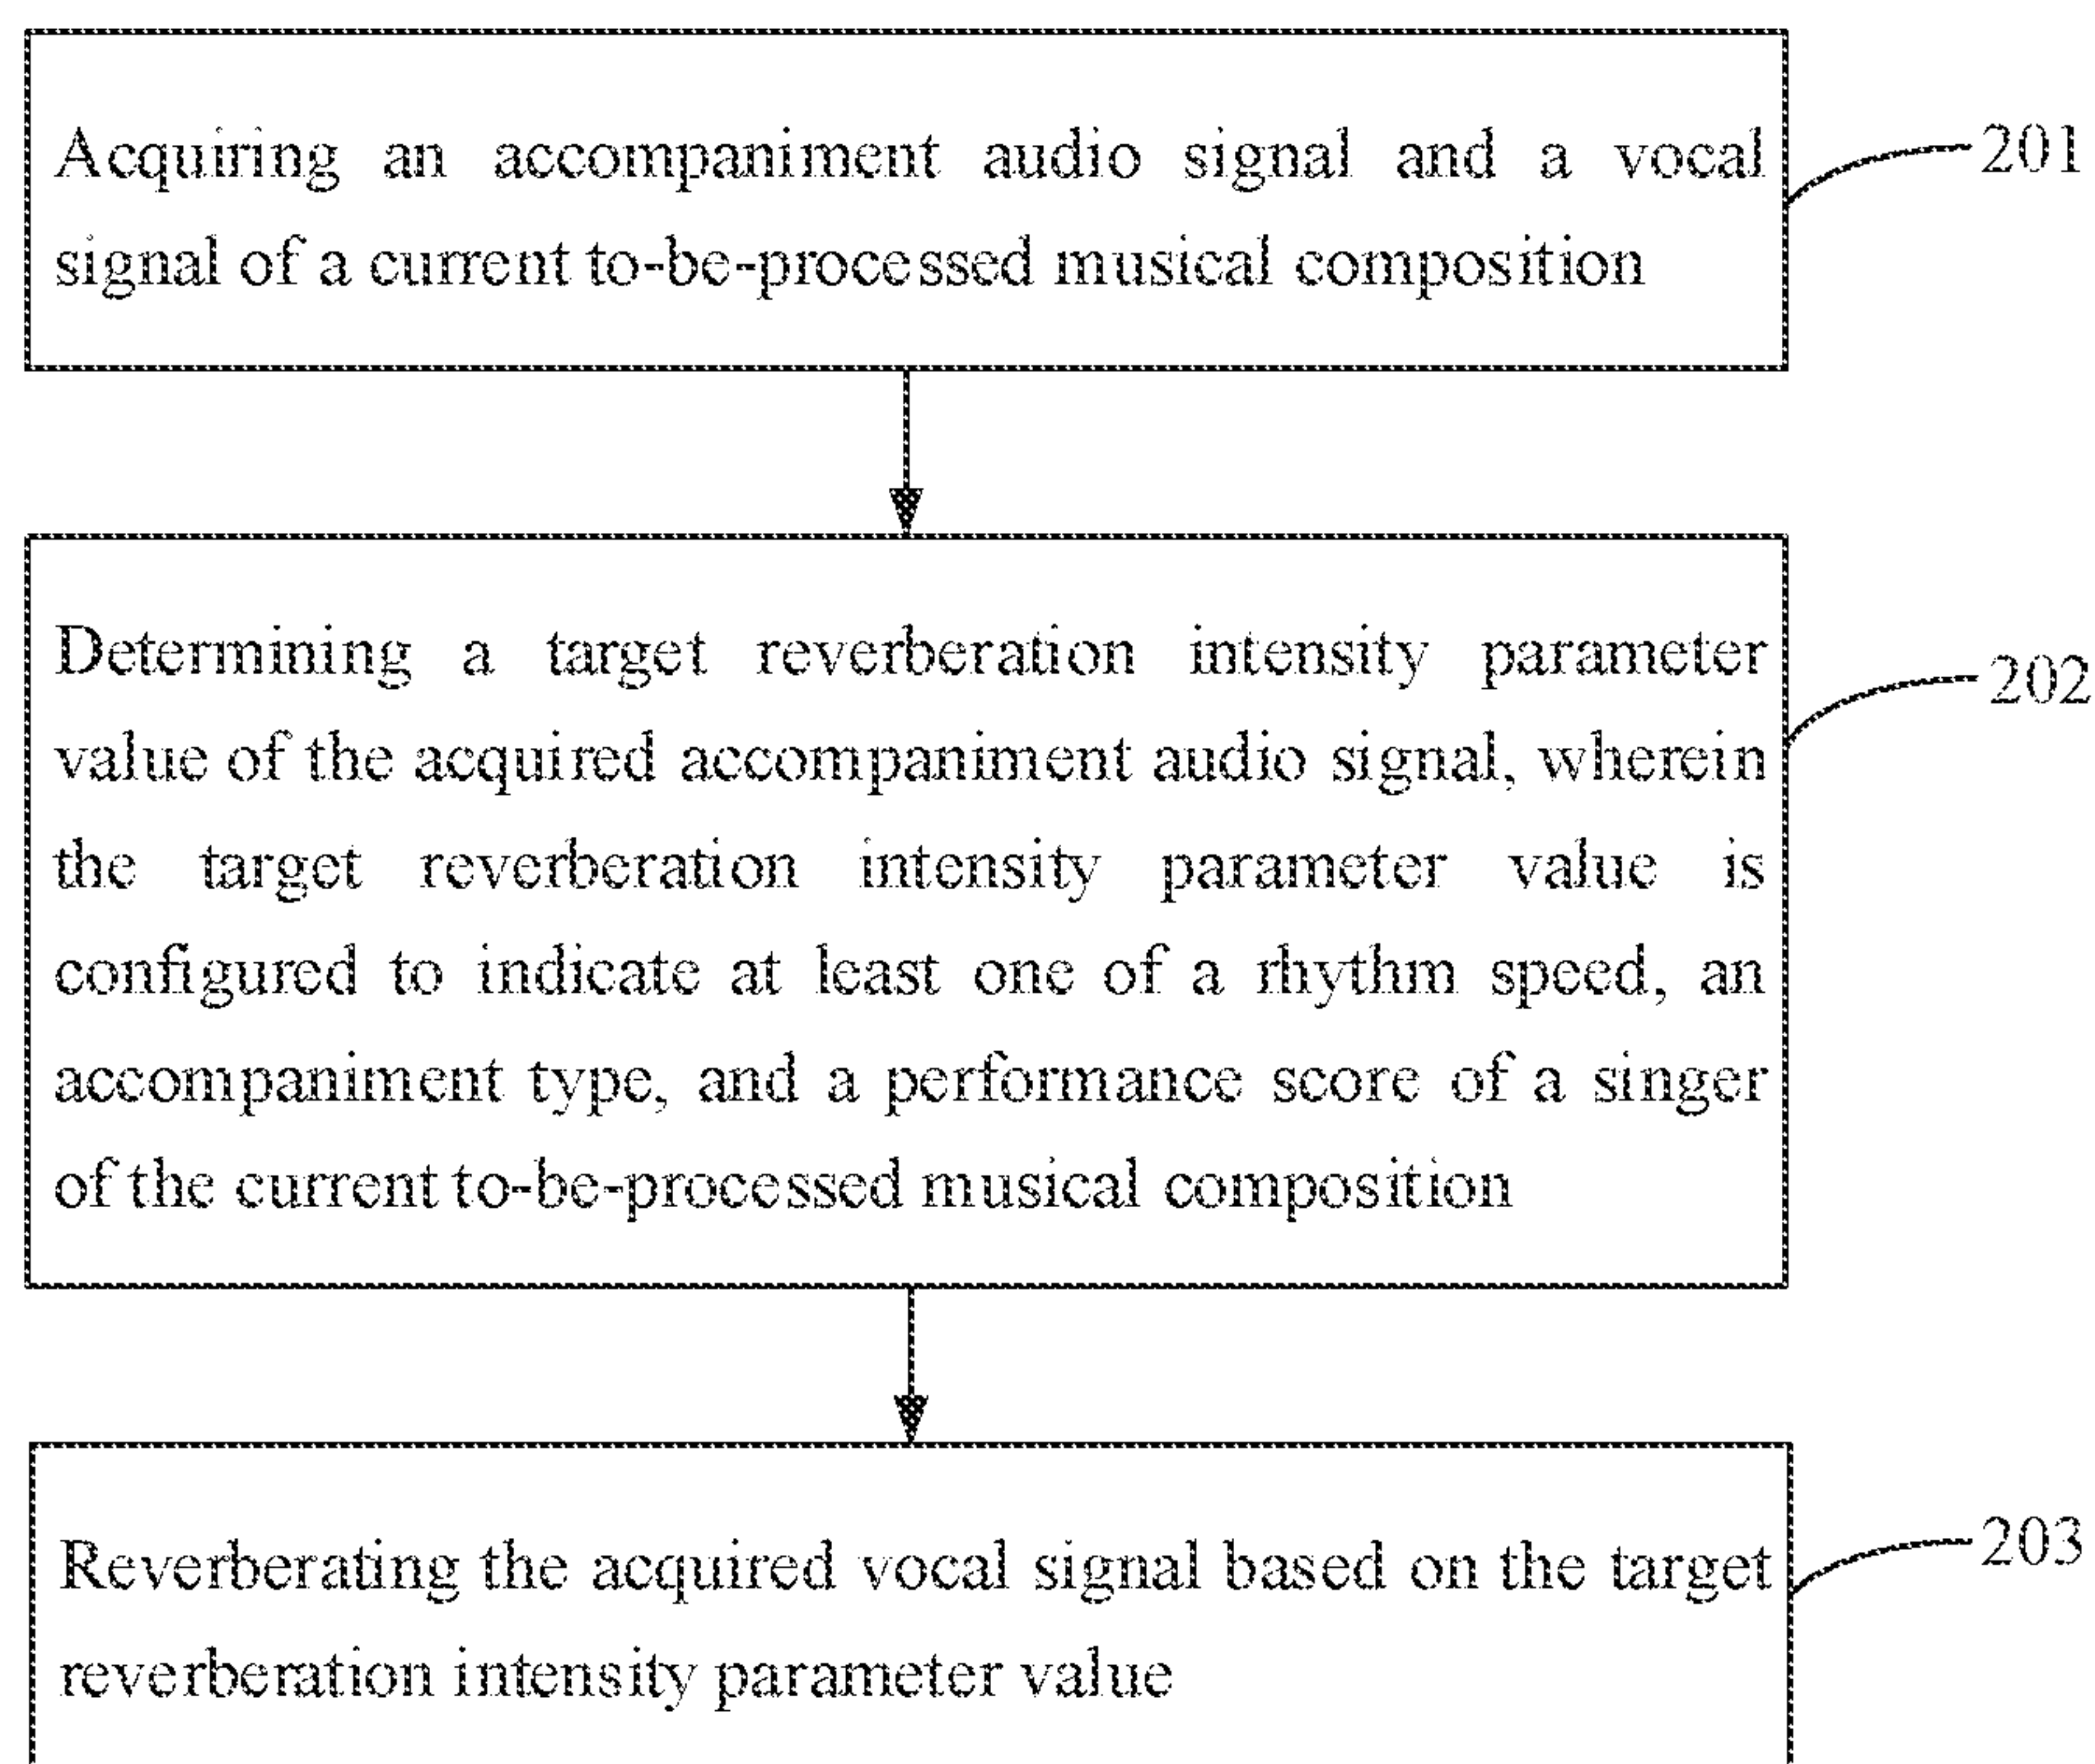 Acquiring an accompaniment audio signal and a vocal
signal of a current to-be-processed musical composition
201
Determining a target reverberation intensity parameter
value of the acquired accompaniment audio signal, wherein
the target reverberation intensity parameter value is
configured to indicate at least one of a rhythm speed, an
accompaniment type, and a performance score of a singer
of the current to-be-processed musical composition
202
Reverberating the acquired vocal signal based on the target
reverberation intensity parameter value
203